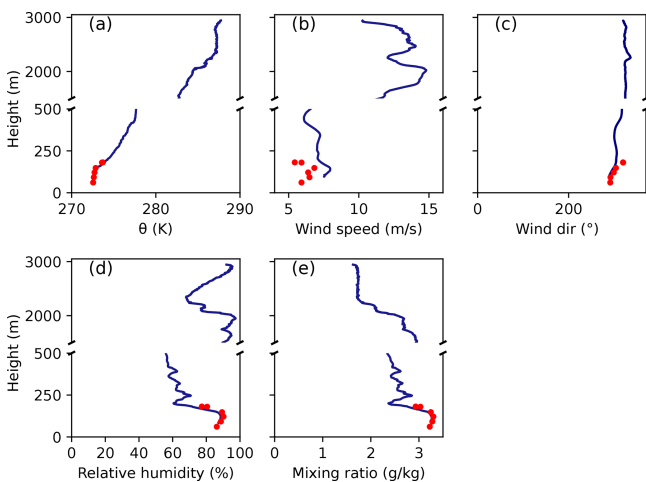 (a) (b) (c)
3000
2000
500
250
0
Height (m)
270 280 290
θ (K)
5 10 15
Wind speed (m/s)
0 200
Wind dir (°)
(d) (e)
3000
2000
500
250
0
Height (m)
0 20 40 60 80 100
Relative humidity (%)
0 1 2 3
Mixing ratio (g/kg)